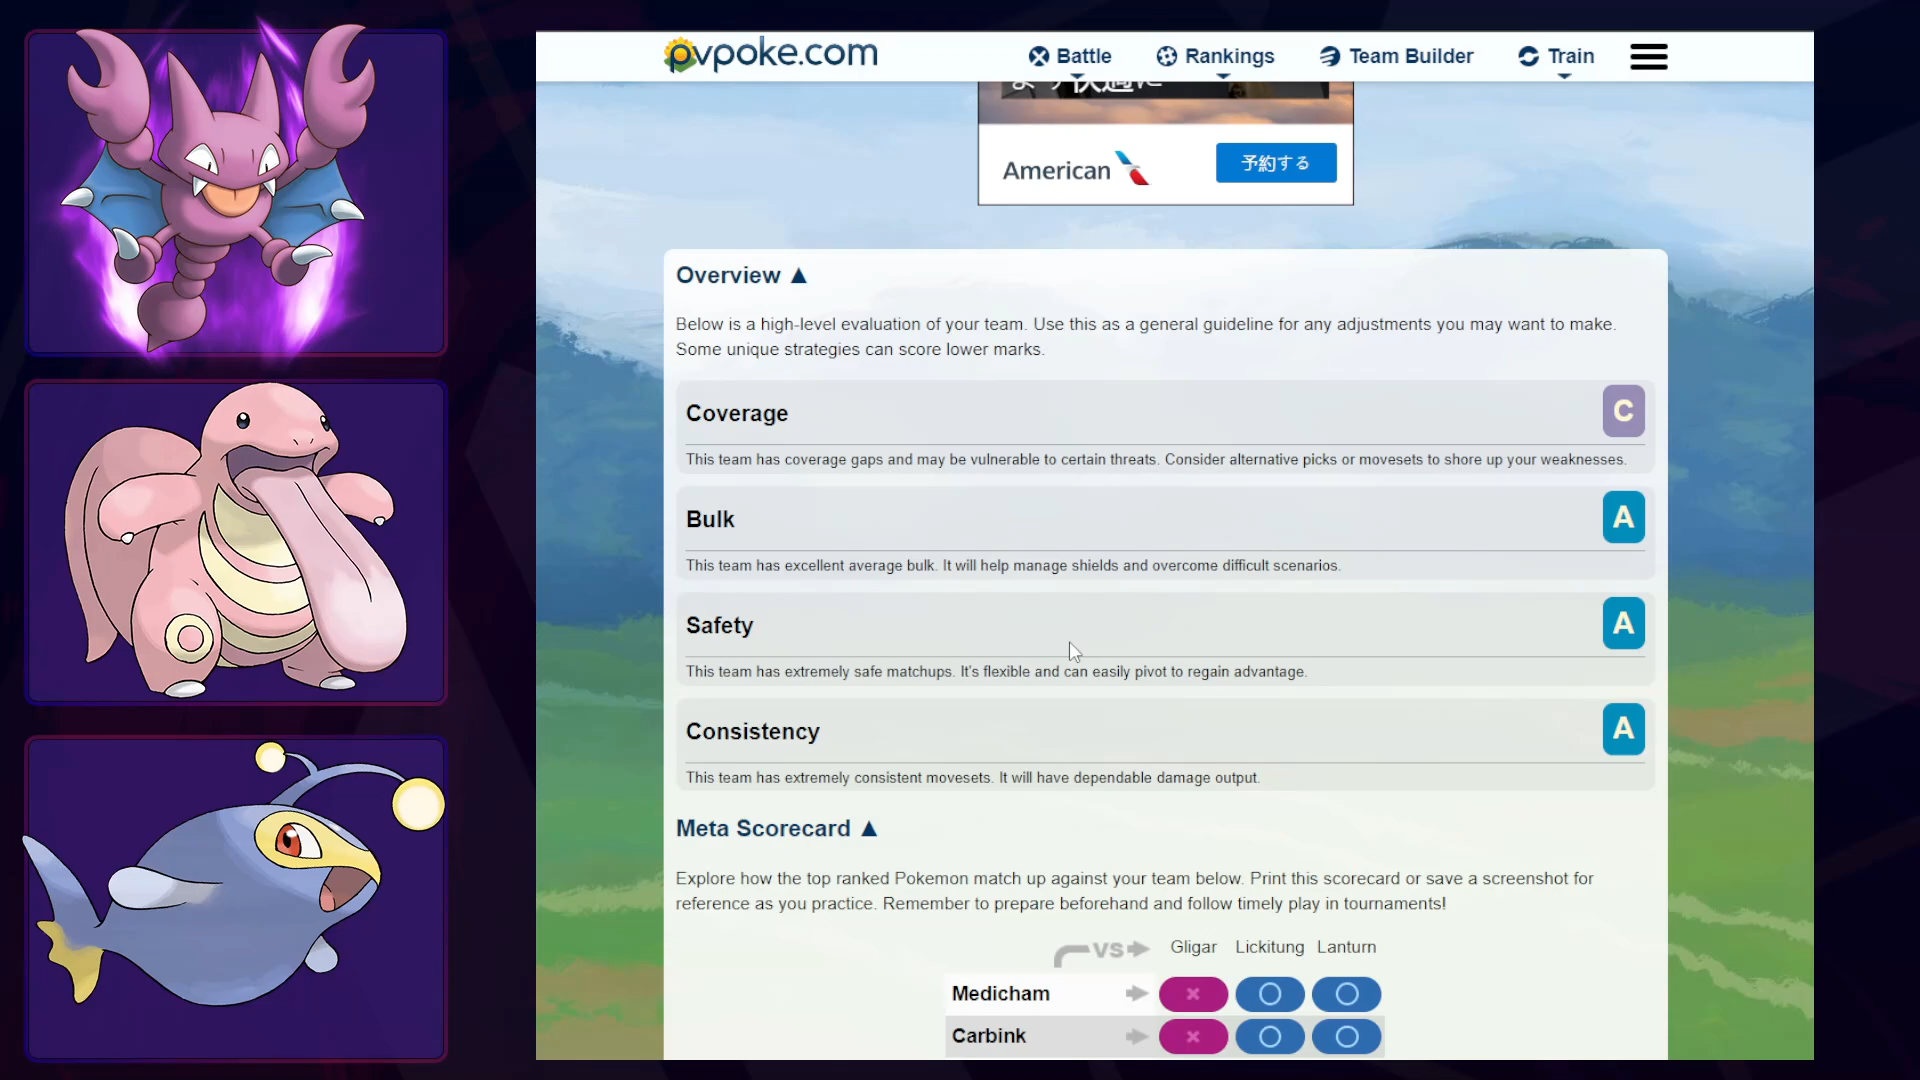 pvpoke.com
Battle
Rankings
Team Builder
Train
American
予約する
Overview ▲
Below is a high-level evaluation of your team. Use this as a general guideline for any adjustments you may want to make.
Some unique strategies can score lower marks.
Coverage
C
This team has coverage gaps and may be vulnerable to certain threats. Consider alternative picks or movesets to shore up your weaknesses.
Bulk
A
This team has excellent average bulk. It will help manage shields and overcome difficult scenarios.
Safety
A
This team has extremely safe matchups. It's flexible and can easily pivot to regain advantage.
Consistency
A
This team has extremely consistent movesets. It will have dependable damage output.
Meta Scorecard ▲
Explore how the top ranked Pokemon match up against your team below. Print this scorecard or save a screenshot for
reference as you practice. Remember to prepare beforehand and follow timely play in tournaments!
VS Gligar Lickitung Lanturn
Medicham
Carbink